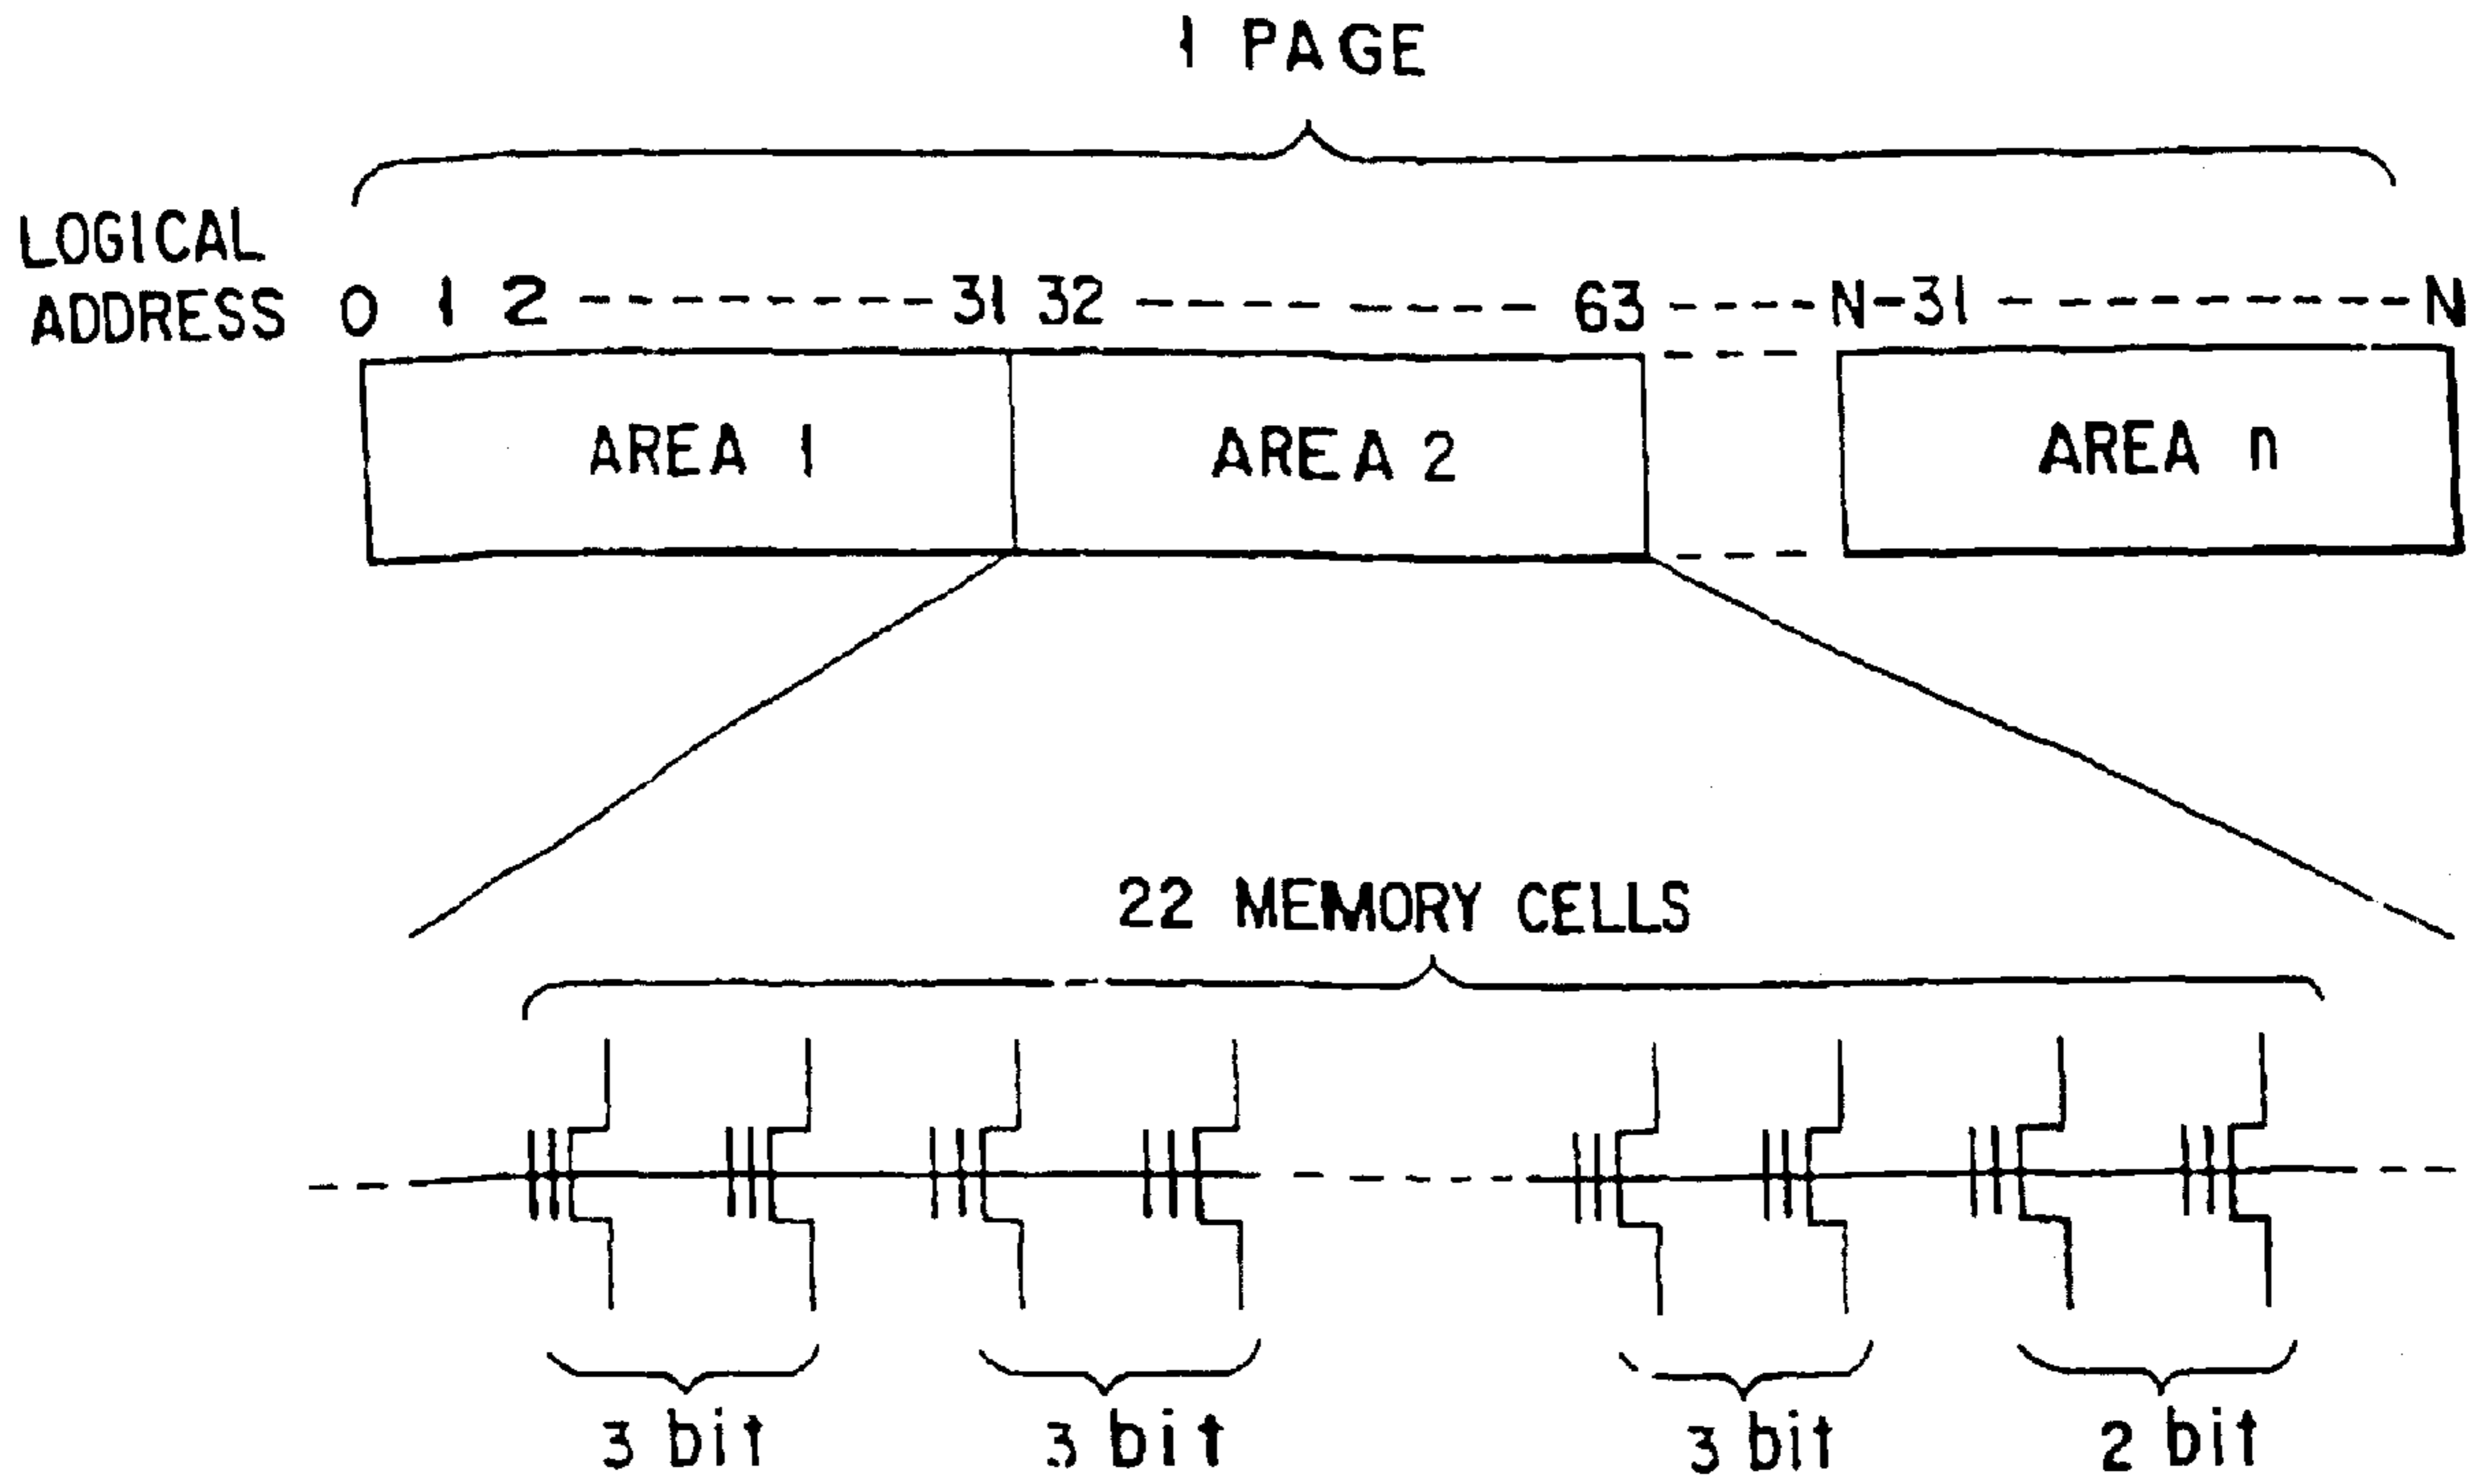 1 PAGE
LOGICAL
ADDRESS 0 1 2 --------- 31 32 --------- 63 ---- N-31 --------- N
AREA 1 AREA 2 AREA n
22 MEMORY CELLS
3 bit 3 bit 3 bit 2 bit